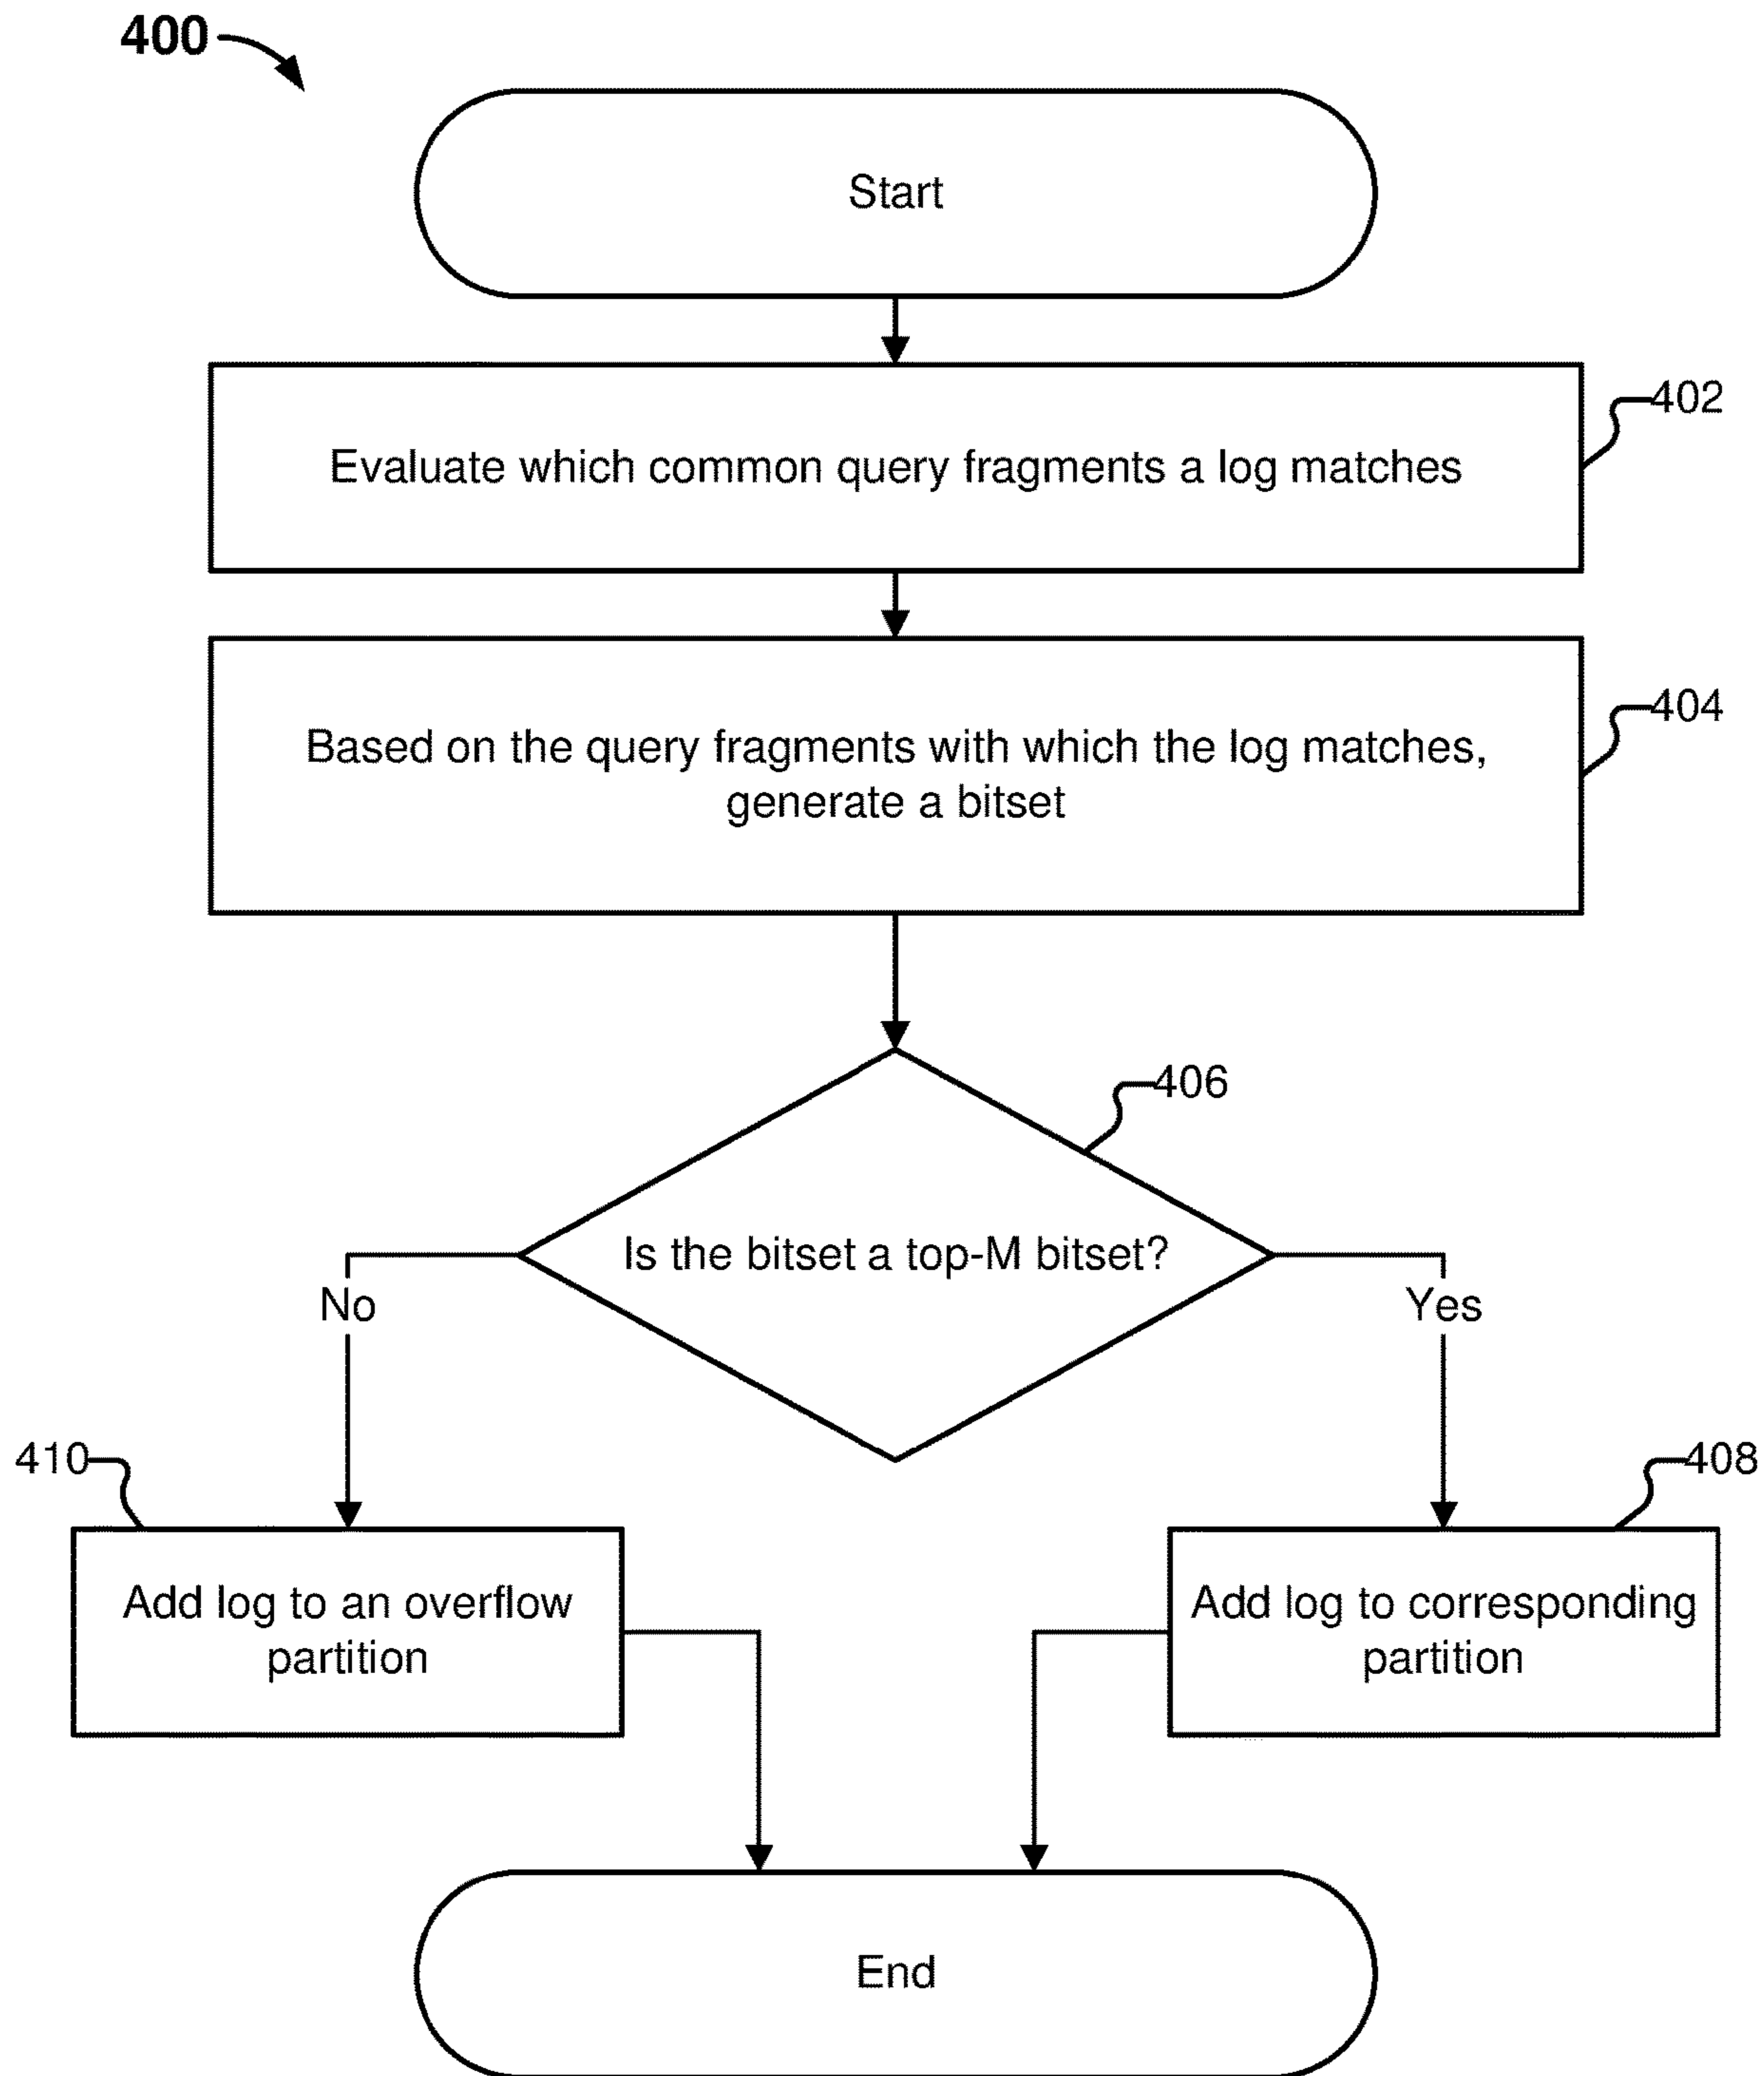 400
Start
402
Evaluate which common query fragments a log matches
404
Based on the query fragments with which the log matches,
generate a bitset
406
Is the bitset a top-M bitset?
No
Yes
410
408
Add log to an overflow
partition
Add log to corresponding
partition
End